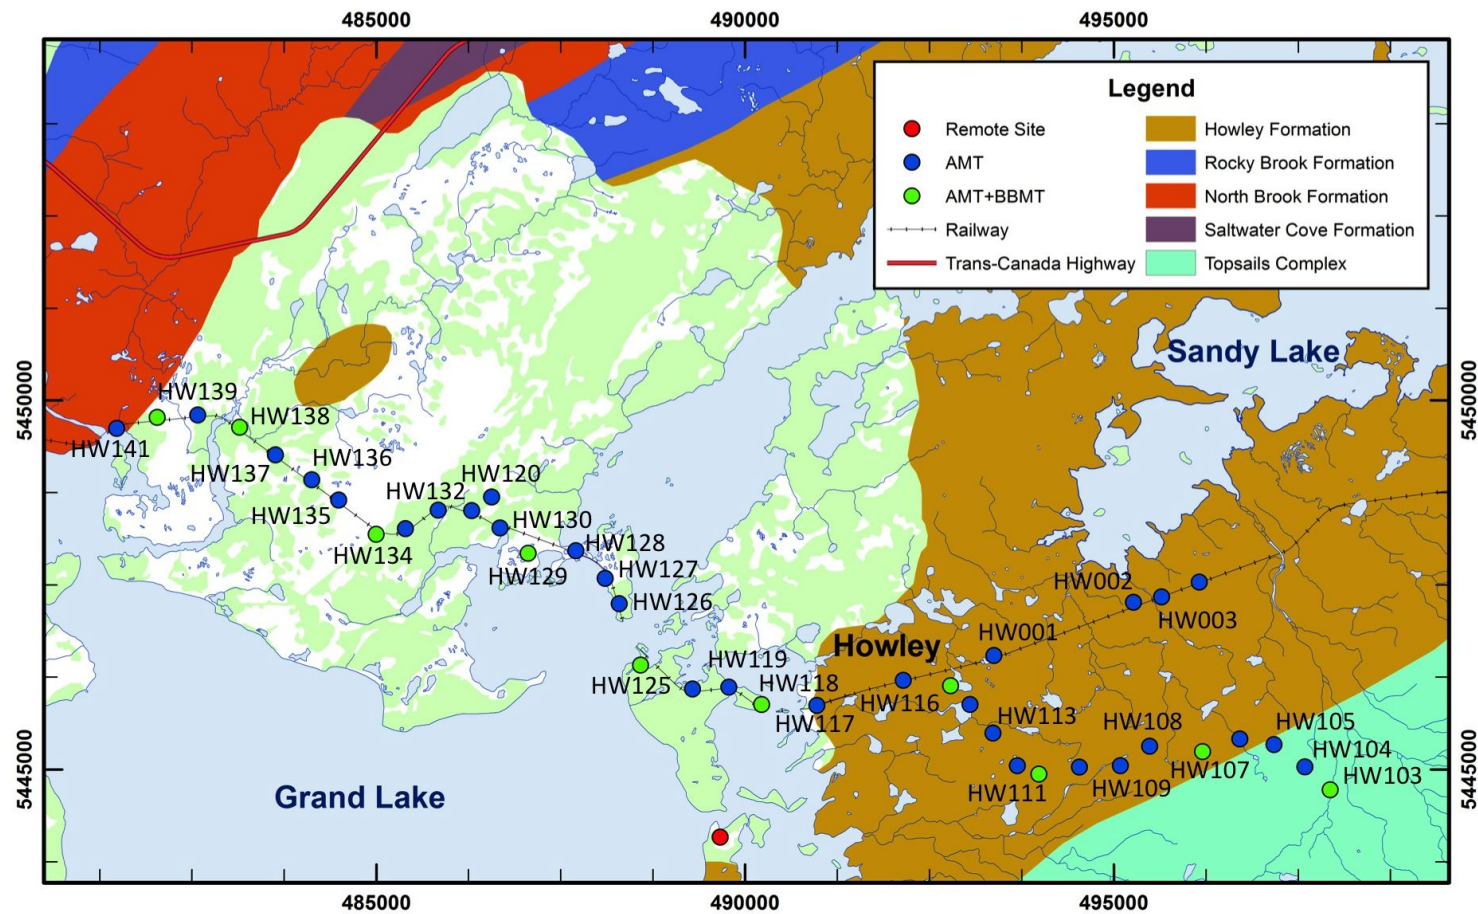 485000
490000
495000
Legend
Remote Site
AMT
AMT+BBMT
Railway
Trans-Canada Highway
Howley Formation
Rocky Brook Formation
North Brook Formation
Saltwater Cove Formation
Topsails Complex
5450000
5450000
Sandy Lake
HW139
HW138
HW141
HW137
HW136
HW135
HW134
HW132
HW120
HW130
HW129
HW128
HW127
HW126
HW125
HW119
HW118
HW117
Howley
HW116
HW001
HW002
HW003
HW113
HW111
HW109
HW108
HW107
HW105
HW104
HW103
5445000
5445000
Grand Lake
485000
490000
495000